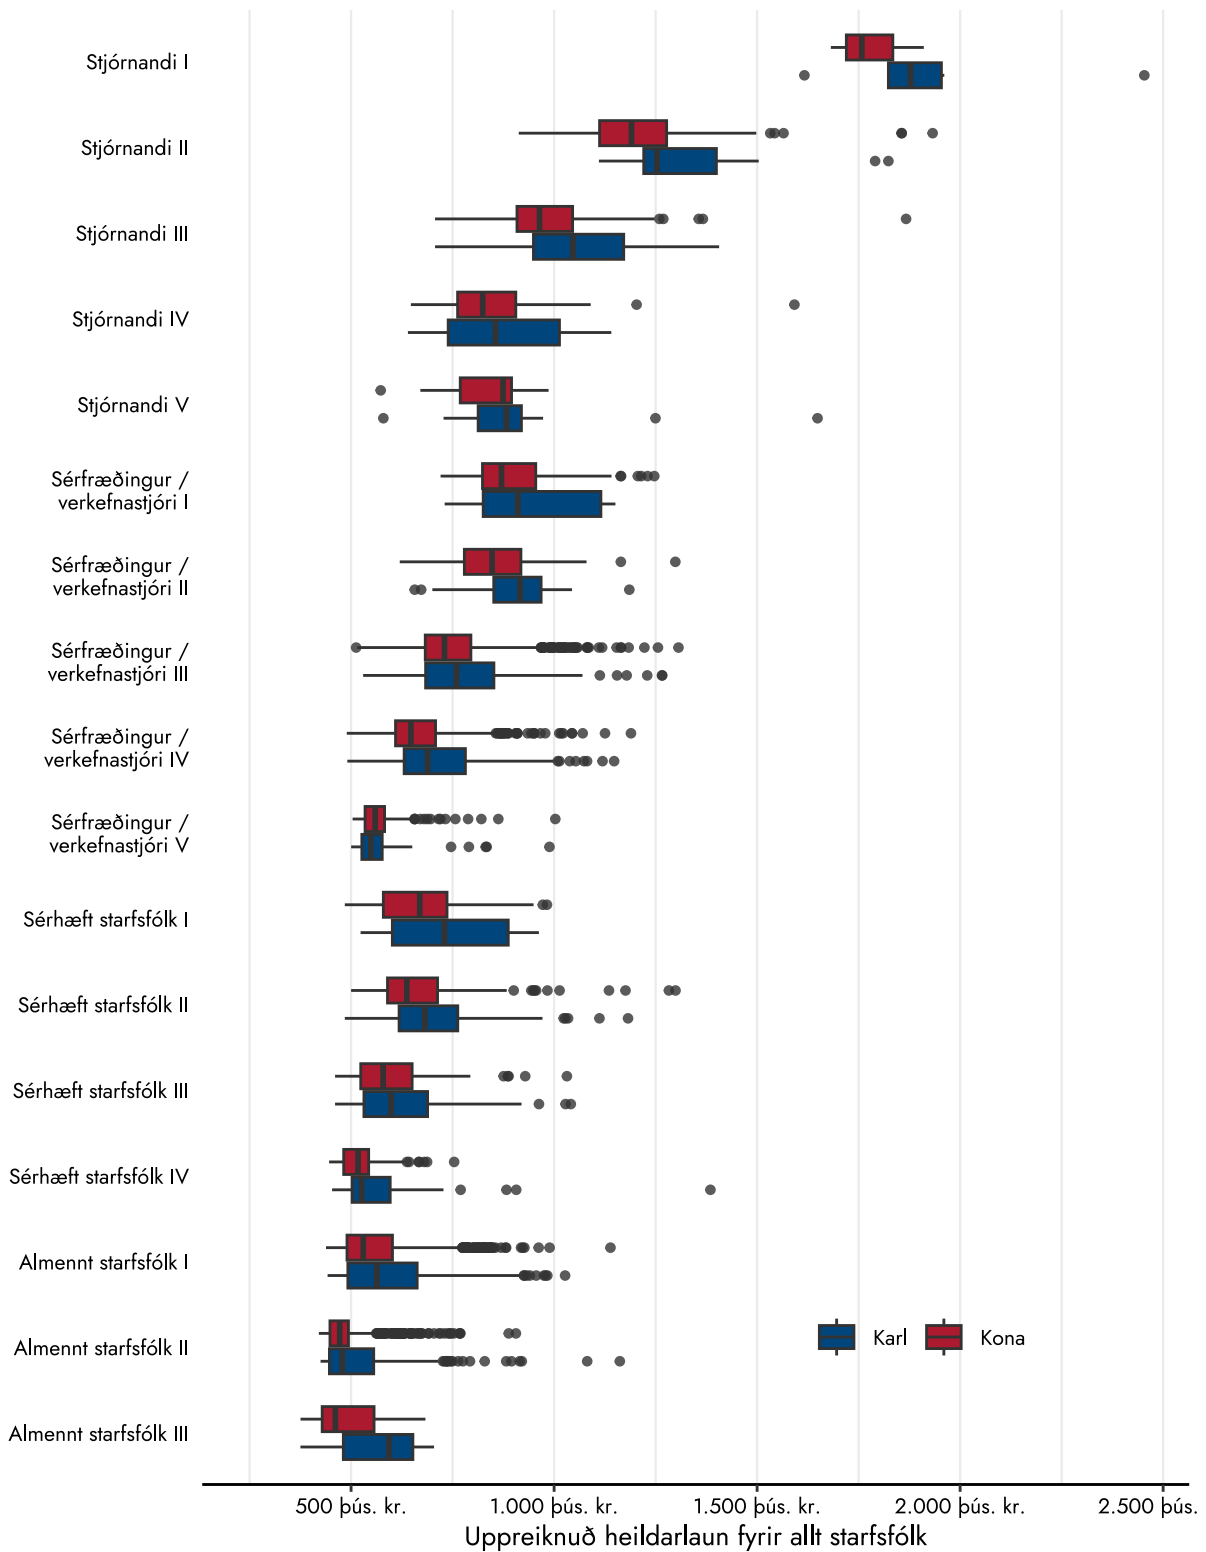 Stjórnandi I
Stjórnandi II
Stjórnandi III
Stjórnandi IV
Stjórnandi V
Sérfræðingur /
verkefnastjóri I
Sérfræðingur /
verkefnastjóri II
Sérfræðingur /
verkefnastjóri III
Sérfræðingur /
verkefnastjóri IV
Sérfræðingur /
verkefnastjóri V
Sérhæft starfsfólk I
Sérhæft starfsfólk II
Sérhæft starfsfólk III
Sérhæft starfsfólk IV
Almennt starfsfólk I
Almennt starfsfólk II
Karl Kona
Almennt starfsfólk III
500 þús. kr. 1.000 þús. kr. 1.500 þús. kr. 2.000 þús. kr. 2.500 þús.
Uppreiknuð heildarlaun fyrir allt starfsfólk